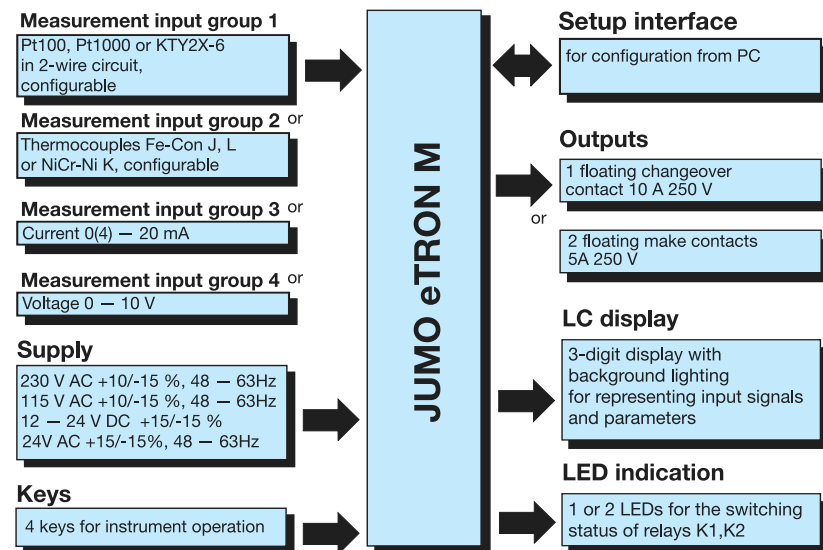 Measurement input group 1
Pt100, Pt1000 or KTY2X-6
in 2-wire circuit,
configurable
Measurement input group 2 or
Thermocouples Fe-Con J, L
or NiCr-Ni K, configurable
Measurement input group 3 or
Current 0(4) — 20 mA
Measurement input group 4 or
Voltage 0 — 10 V
Supply
230 V AC +10/-15 %, 48 — 63Hz
115 V AC +10/-15 %, 48 — 63Hz
12 — 24 V DC +15/-15 %
24V AC +15/-15%, 48 — 63Hz
Keys
4 keys for instrument operation
JUMO eTRON M
Setup interface
for configuration from PC
Outputs
1 floating changeover
contact 10 A 250 V
or
2 floating make contacts
5A 250 V
LC display
3-digit display with
background lighting
for representing input signals
and parameters
LED indication
1 or 2 LEDs for the switching
status of relays K1,K2